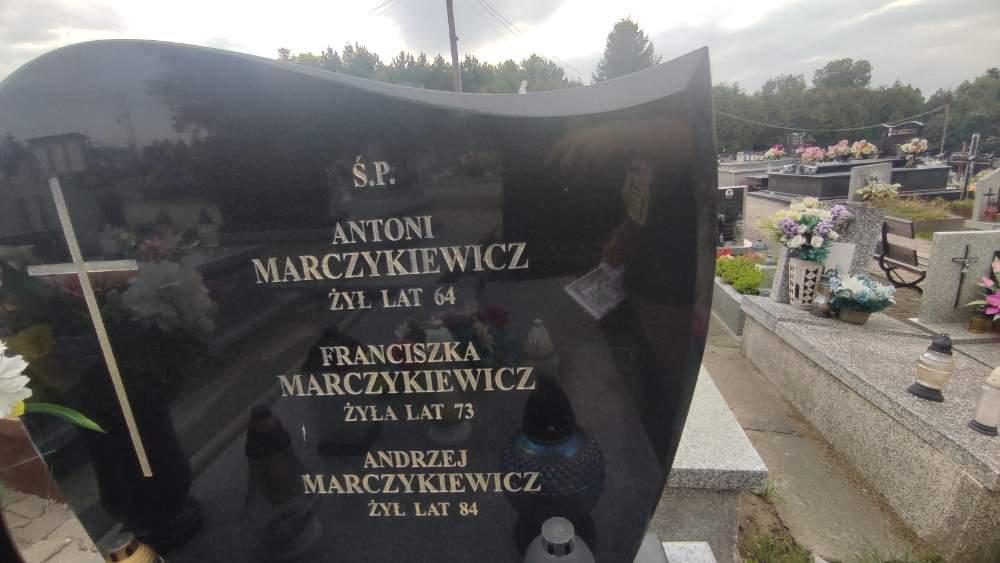 Ś.P.
ANTONI
MARCZYKIEWICZ
ŻYŁ LAT 64
FRANCISZKA
MARCZYKIEWICZ
ŻYŁA LAT 73
ANDRZEJ
MARCZYKIEWICZ
ŻYŁ LAT 84